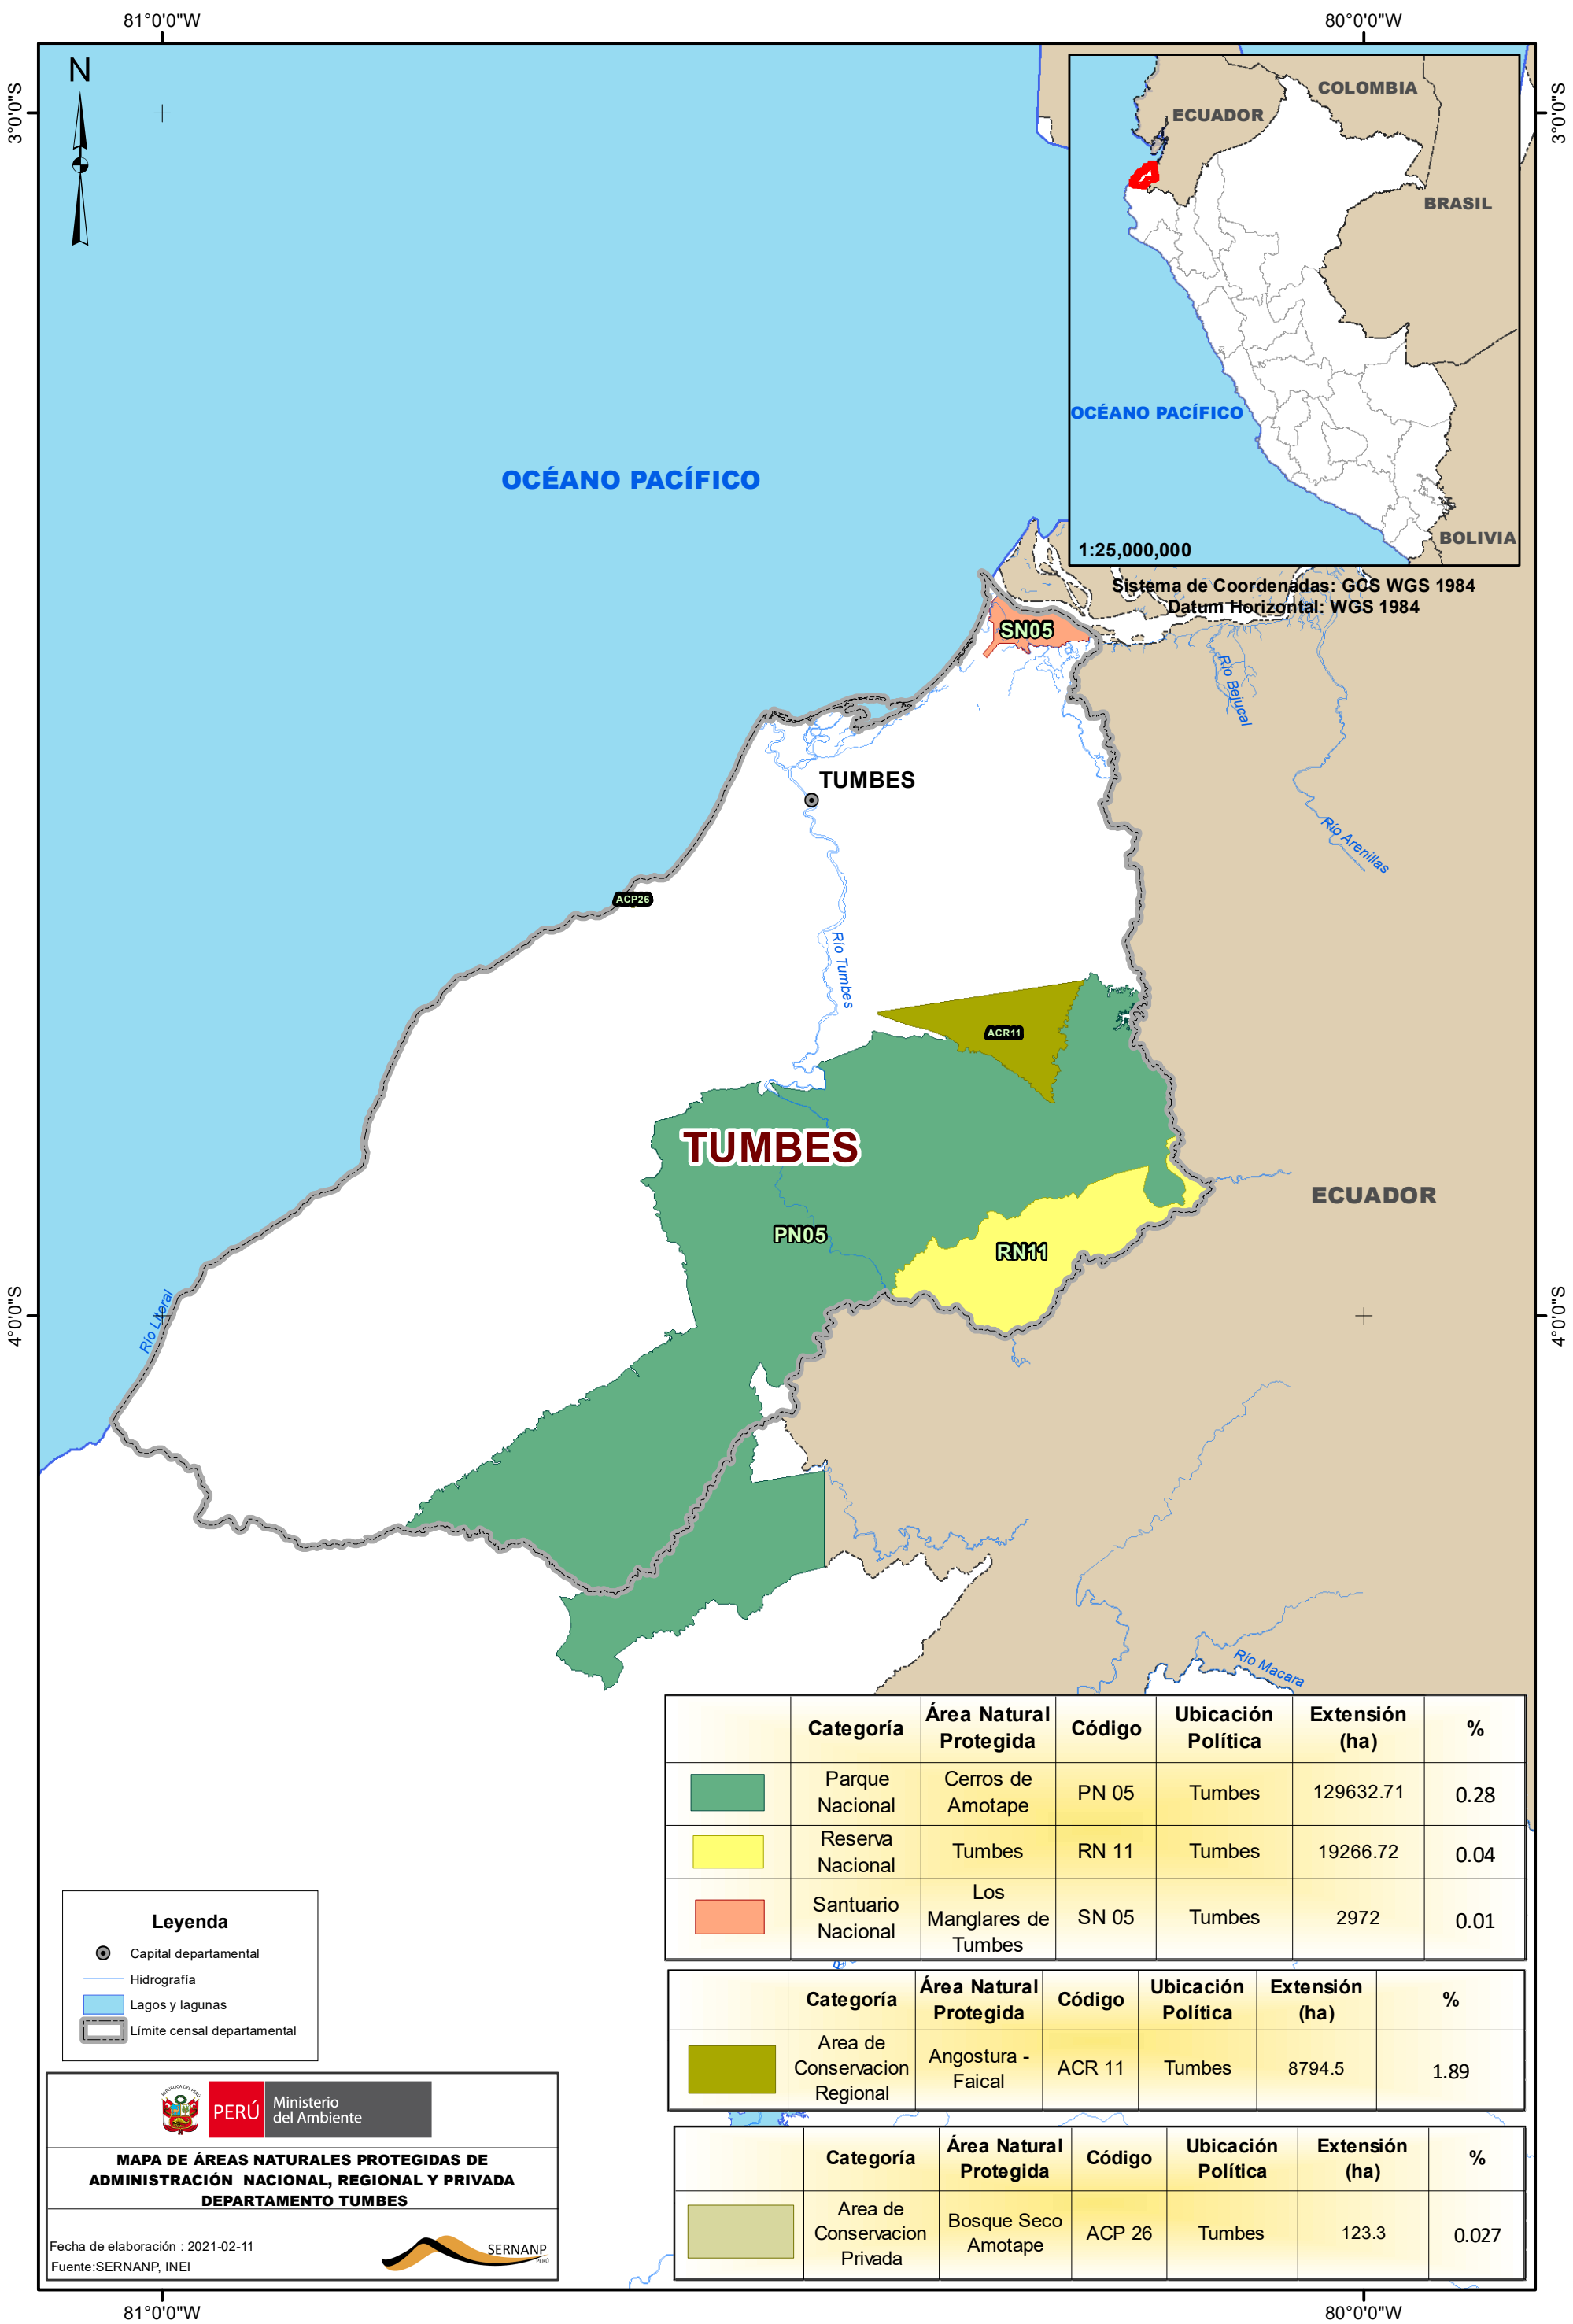 81°0'0"W
80°0'0"W
3°0'0"S
3°0'0"S
N
COLOMBIA
ECUADOR
BRASIL
OCÉANO PACÍFICO
BOLIVIA
1:25,000,000
OCÉANO PACÍFICO
Sistema de Coordenadas: GCS WGS 1984
Datum Horizontal: WGS 1984
SN05
Río Bejucal
TUMBES
Río Arenillas
ACP26
Río Tumbes
ACR11
TUMBES
ECUADOR
PN05
RN11
Río Litoral
4°0'0"S
4°0'0"S
Río Macara
Categoría
Área Natural Protegida
Código
Ubicación Política
Extensión (ha)
%
Parque Nacional
Cerros de Amotape
PN 05
Tumbes
129632.71
0.28
Reserva Nacional
Tumbes
RN 11
Tumbes
19266.72
0.04
Santuario Nacional
Los Manglares de Tumbes
SN 05
Tumbes
2972
0.01
Categoría
Área Natural Protegida
Código
Ubicación Política
Extensión (ha)
%
Area de Conservacion Regional
Angostura - Faical
ACR 11
Tumbes
8794.5
1.89
Categoría
Área Natural Protegida
Código
Ubicación Política
Extensión (ha)
%
Area de Conservacion Privada
Bosque Seco Amotape
ACP 26
Tumbes
123.3
0.027
Leyenda
Capital departamental
Hidrografía
Lagos y lagunas
Límite censal departamental
REPÚBLICA DEL PERÚ
PERÚ
Ministerio
del Ambiente
MAPA DE ÁREAS NATURALES PROTEGIDAS DE
ADMINISTRACIÓN NACIONAL, REGIONAL Y PRIVADA
DEPARTAMENTO TUMBES
Fecha de elaboración : 2021-02-11
Fuente:SERNANP, INEI
SERNANP
PERÚ
81°0'0"W
80°0'0"W